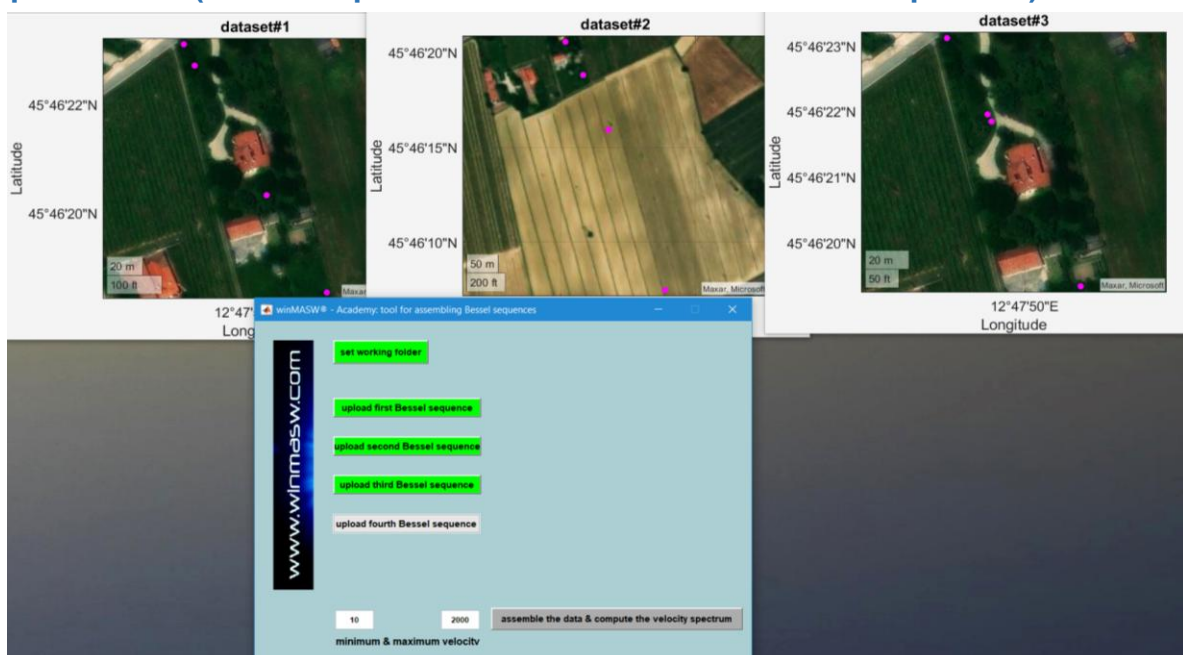 dataset#1
Latitude
45°46'22"N
45°46'20"N
20 m
100 ft
12°47'
Long
dataset#2
Latitude
45°46'20"N
45°46'15"N
45°46'10"N
50 m
200 ft
Maxar, Microsoft
dataset#3
Latitude
45°46'23"N
45°46'22"N
45°46'21"N
45°46'20"N
20 m
50 ft
Maxar, Microsoft
12°47'50"E
Longitude
winMASW® - Academy: tool for assembling Bessel sequences
www.winmasw.com
set working folder
upload first Bessel sequence
upload second Bessel sequence
upload third Bessel sequence
upload fourth Bessel sequence
10
2000
assemble the data & compute the velocity spectrum
minimum & maximum velocity